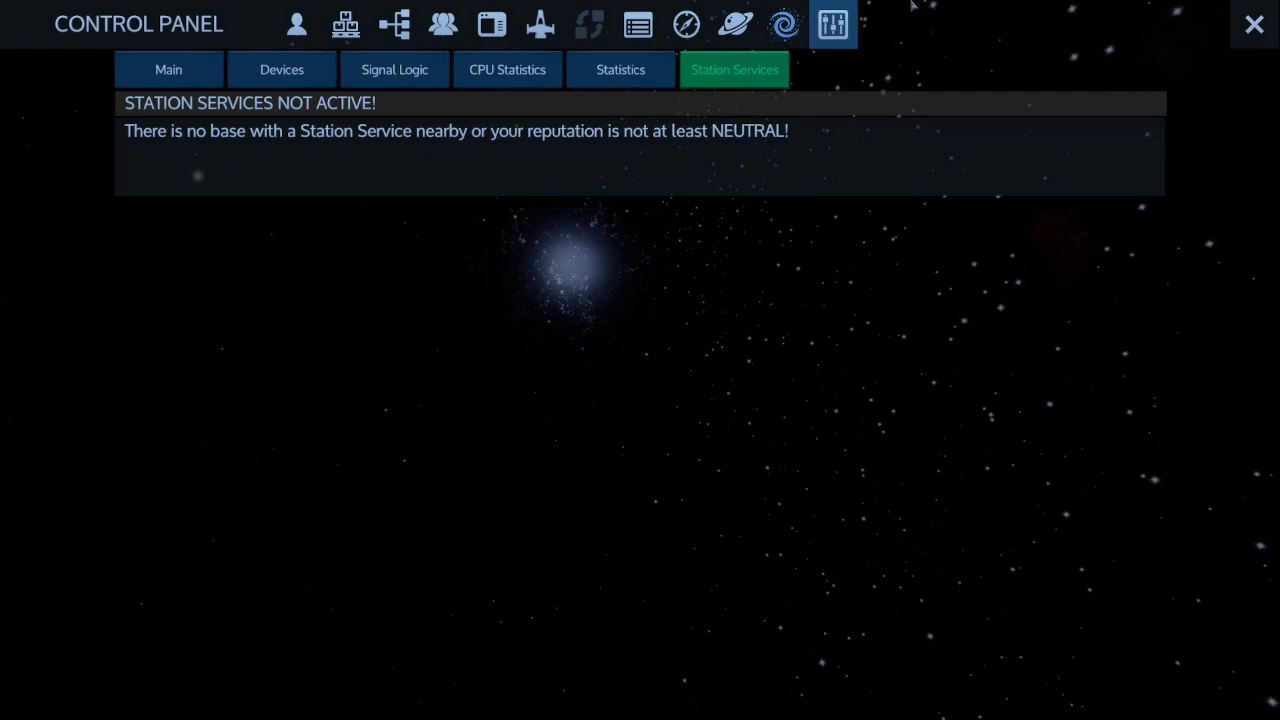 CONTROL PANEL
Main
Devices
Signal Logic
CPU Statistics
Statistics
Station Services
STATION SERVICES NOT ACTIVE!
There is no base with a Station Service nearby or your reputation is not at least NEUTRAL!